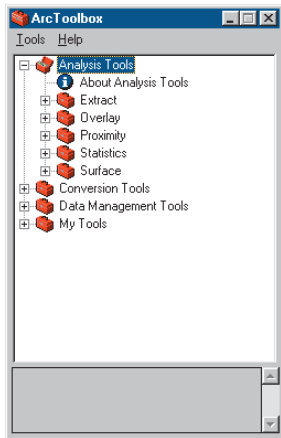 ArcToolbox
Tools Help
Analysis Tools
About Analysis Tools
Extract
Overlay
Proximity
Statistics
Surface
Conversion Tools
Data Management Tools
My Tools